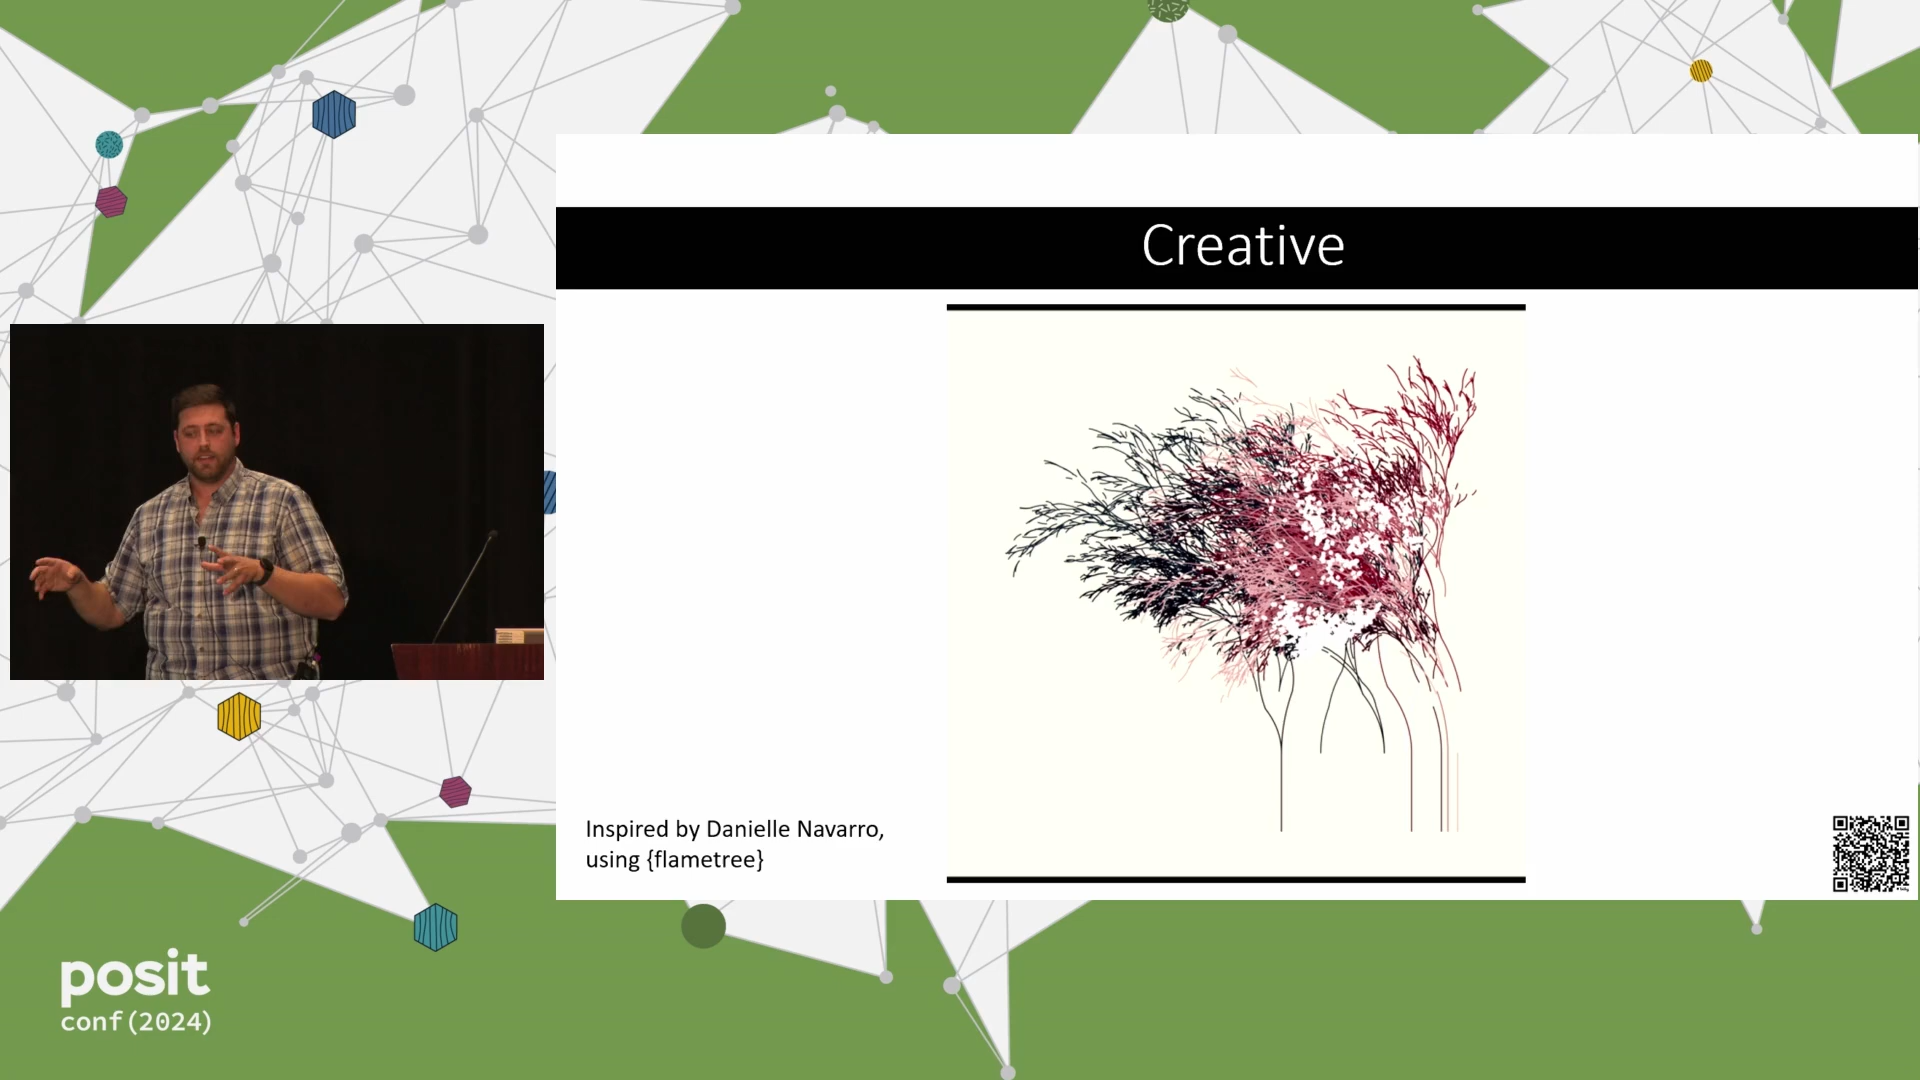 Creative
Inspired by Danielle Navarro,
using {flametree}
posit
conf(2024)